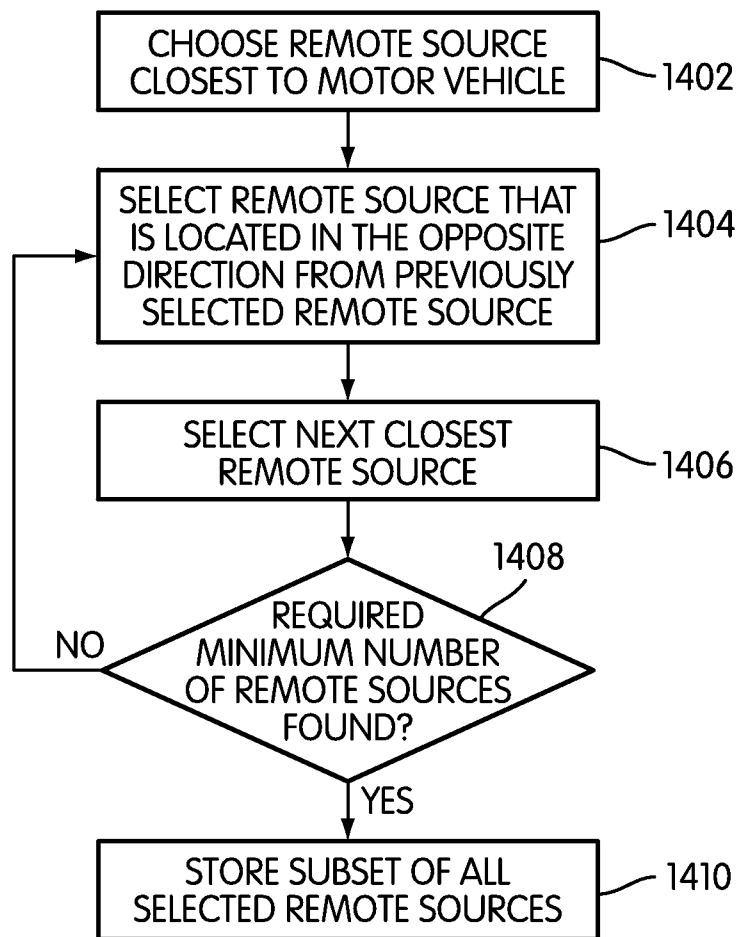 CHOOSE REMOTE SOURCE
CLOSEST TO MOTOR VEHICLE
1402
SELECT REMOTE SOURCE THAT
IS LOCATED IN THE OPPOSITE
DIRECTION FROM PREVIOUSLY
SELECTED REMOTE SOURCE
1404
SELECT NEXT CLOSEST
REMOTE SOURCE
1406
1408
REQUIRED
MINIMUM NUMBER
OF REMOTE SOURCES
FOUND?
NO
YES
STORE SUBSET OF ALL
SELECTED REMOTE SOURCES
1410